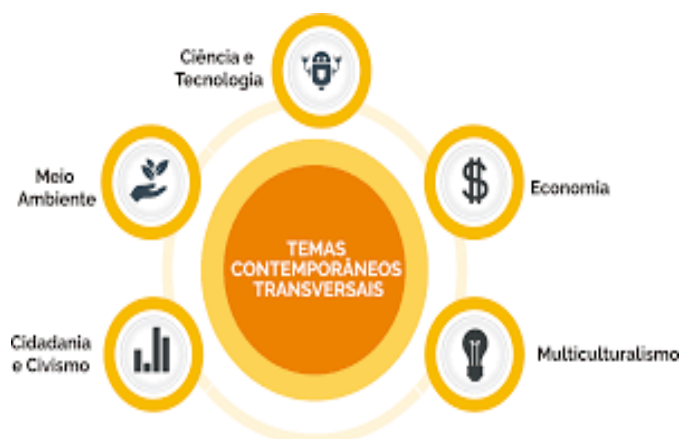 Ciência e
Tecnologia
Meio
Ambiente
$
Economia
TEMAS
CONTEMPORÂNEOS
TRANSVERSAIS
Cidadania
e Civismo
Multiculturalismo